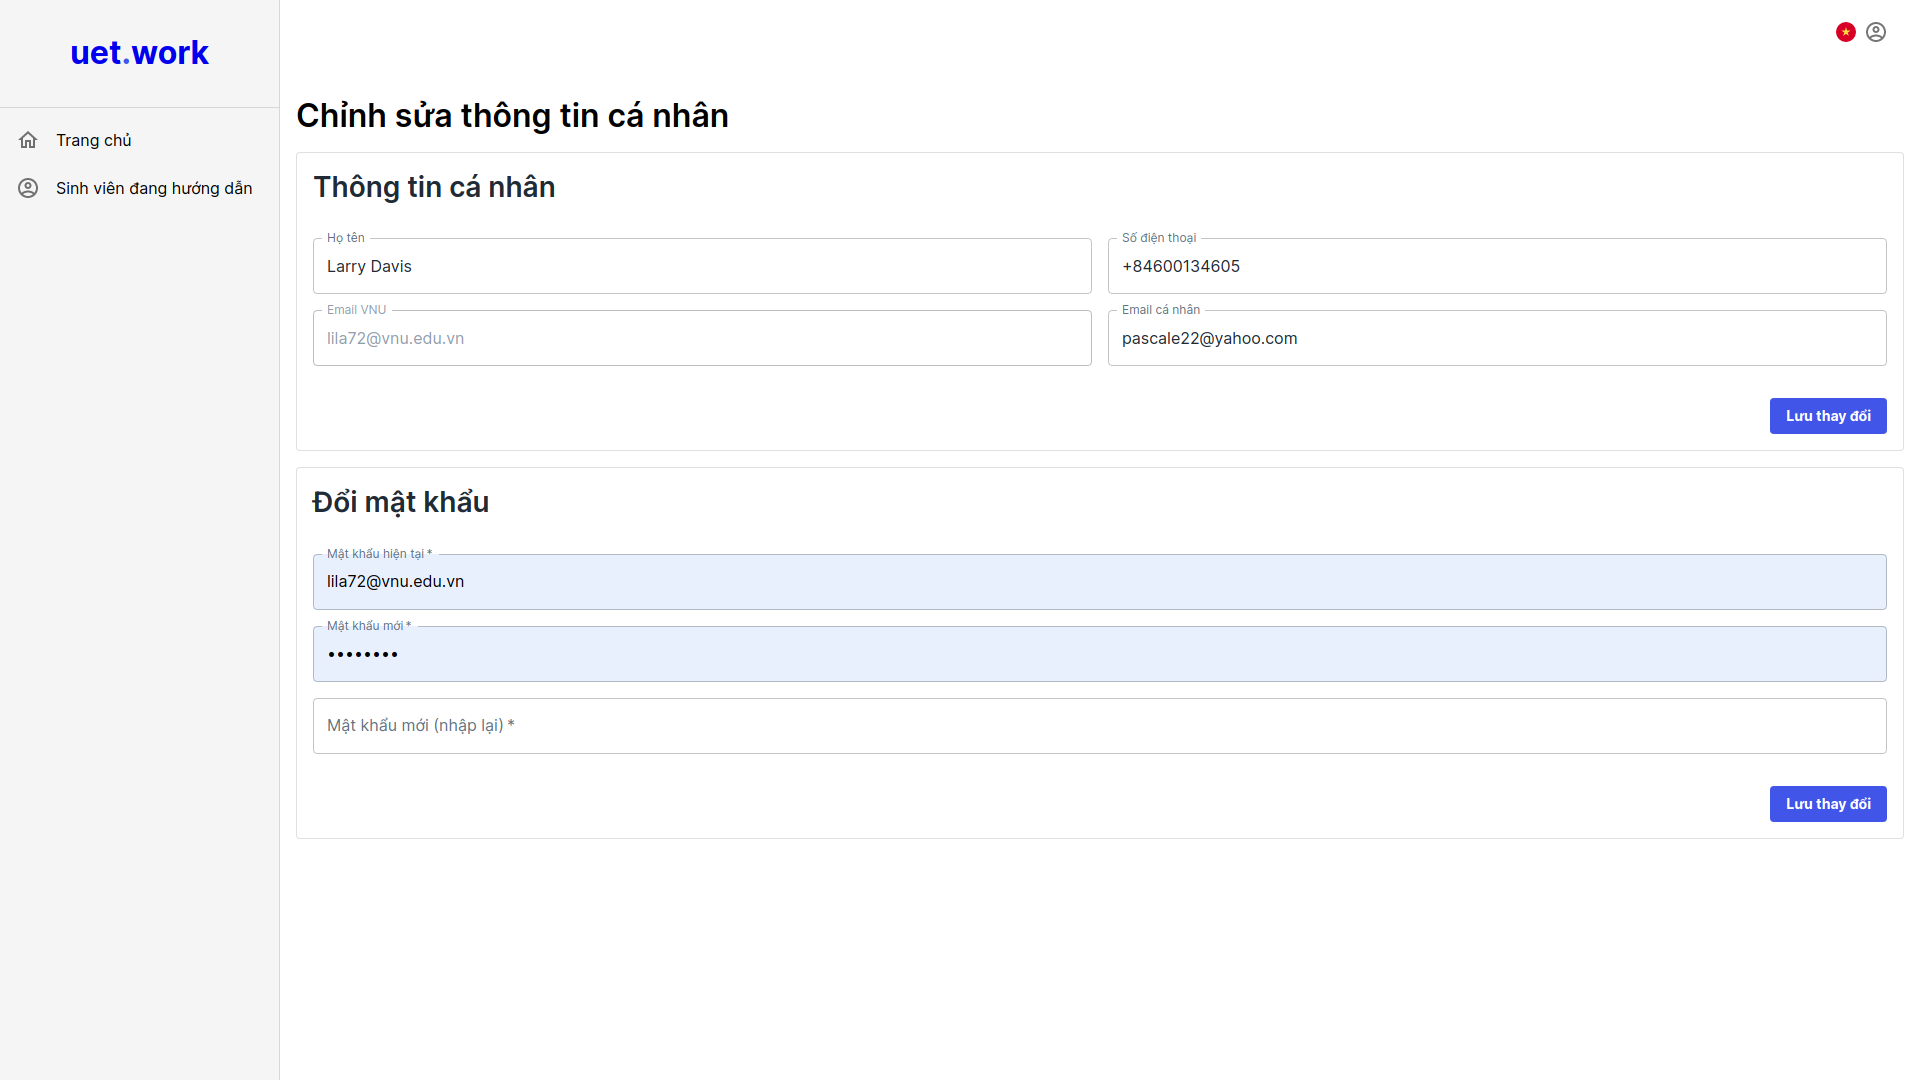 uet.work
Trang chủ
Sinh viên đang hướng dẫn
Chỉnh sửa thông tin cá nhân
Thông tin cá nhân
Họ tên
Larry Davis
Số điện thoại
+84600134605
Email VNU
lila72@vnu.edu.vn
Email cá nhân
pascale22@yahoo.com
Lưu thay đổi
Đổi mật khẩu
Mật khẩu hiện tại *
lila72@vnu.edu.vn
Mật khẩu mới *
••••••••
Mật khẩu mới (nhập lại) *
Lưu thay đổi